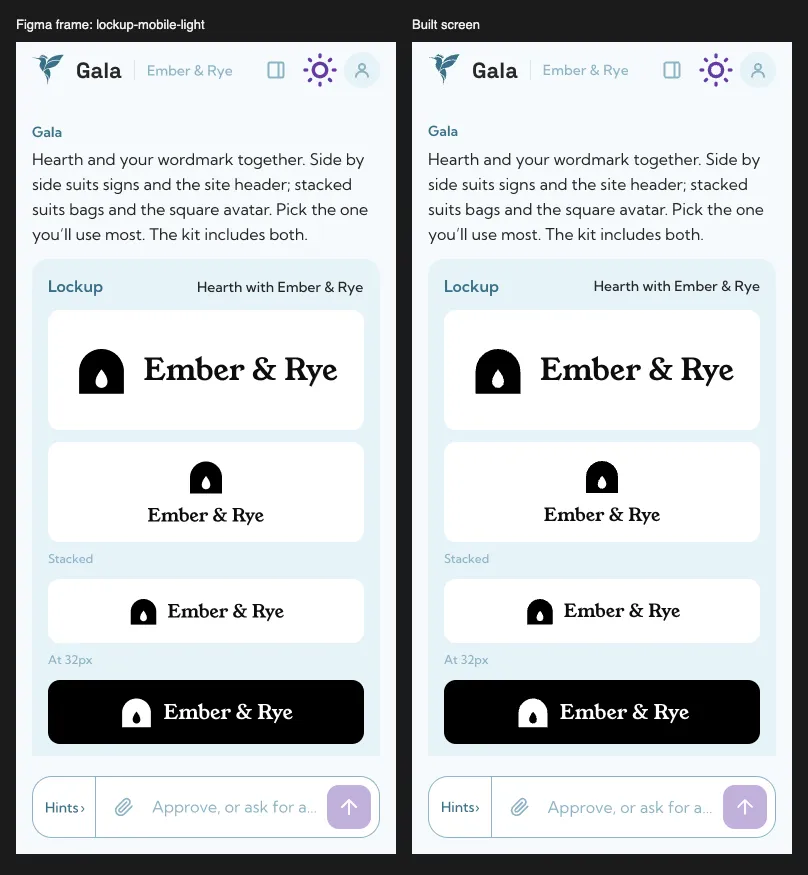 Figma frame: lockup-mobile-light
Gala
Ember & Rye
Gala
Hearth and your wordmark together. Side by
side suits signs and the site header; stacked
suits bags and the square avatar. Pick the one
you’ll use most. The kit includes both.
Lockup
Hearth with Ember & Rye
Ember & Rye
Ember & Rye
Stacked
Ember & Rye
At 32px
Ember & Rye
Hints ›
Approve, or ask for a...
Built screen
Gala
Ember & Rye
Gala
Hearth and your wordmark together. Side by
side suits signs and the site header; stacked
suits bags and the square avatar. Pick the one
you’ll use most. The kit includes both.
Lockup
Hearth with Ember & Rye
Ember & Rye
Ember & Rye
Stacked
Ember & Rye
At 32px
Ember & Rye
Hints›
Approve, or ask for a...